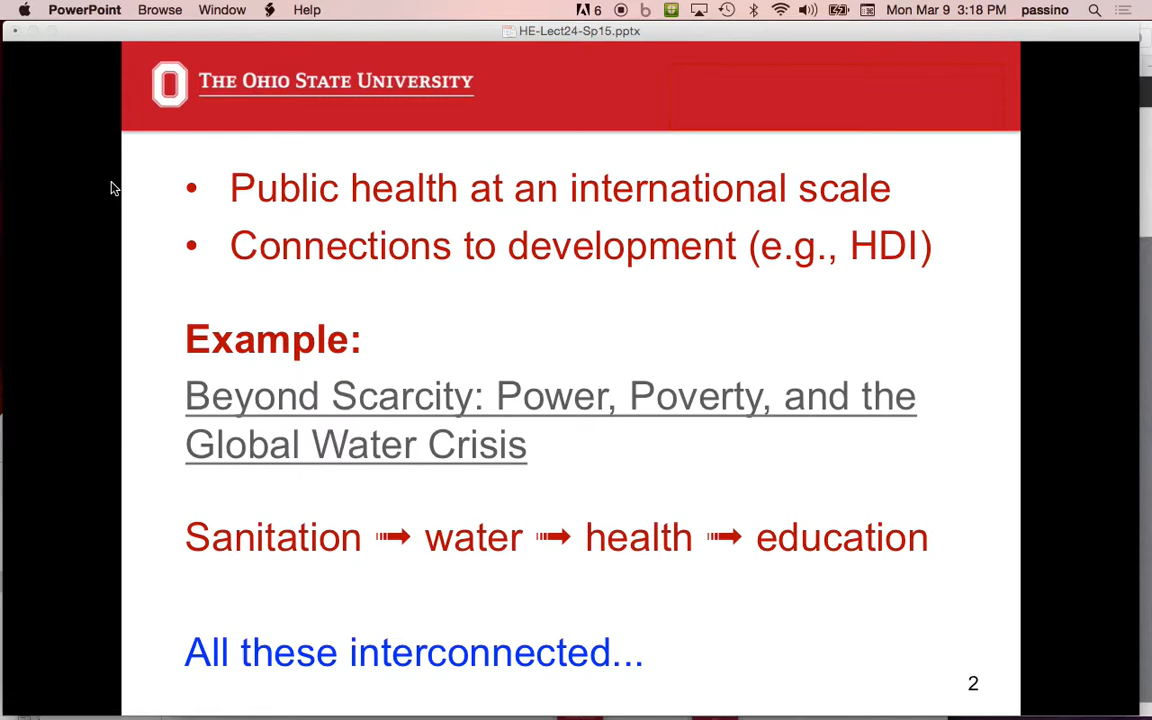 PowerPoint Browse Window Help 6 Mon Mar 9 3:18 PM passino
HE-Lect24-Sp15.pptx
THE OHIO STATE UNIVERSITY
• Public health at an international scale
• Connections to development (e.g., HDI)
Example:
Beyond Scarcity: Power, Poverty, and the
Global Water Crisis
Sanitation ➟ water ➟ health ➟ education
All these interconnected...
2